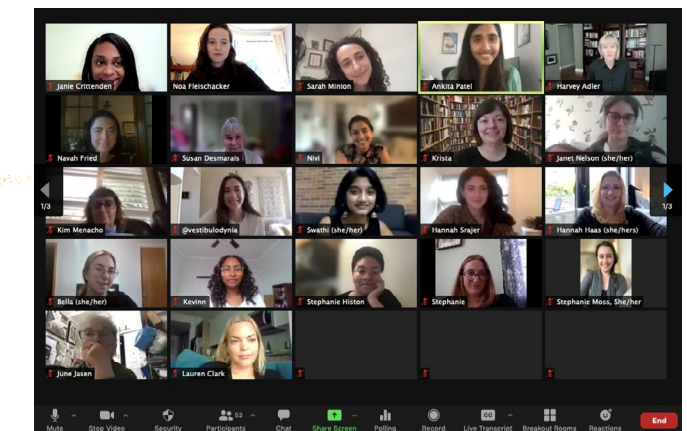 Janie Crittenden
Noa Fleischacker
Sarah Minion
Ankita Patel
Harvey Adler
Navah Fried
Susan Desmarais
Nivi
Krista
Janet Nelson (she/her)
1/3
1/3
Kim Menacho
@vestibulodynia
Swathi (she/her)
Hannah Srajer
Hannah Haas (she/hers)
Bella (she/her)
Kevinn
Stephanie Histon
Stephanie
Stephanie Moss, She/her
June Jasen
Lauren Clark
Mute
Stop Video
Security
52
Participants
Chat
Share Screen
Polling
Record
CC
Live Transcript
Breakout Rooms
Reactions
End